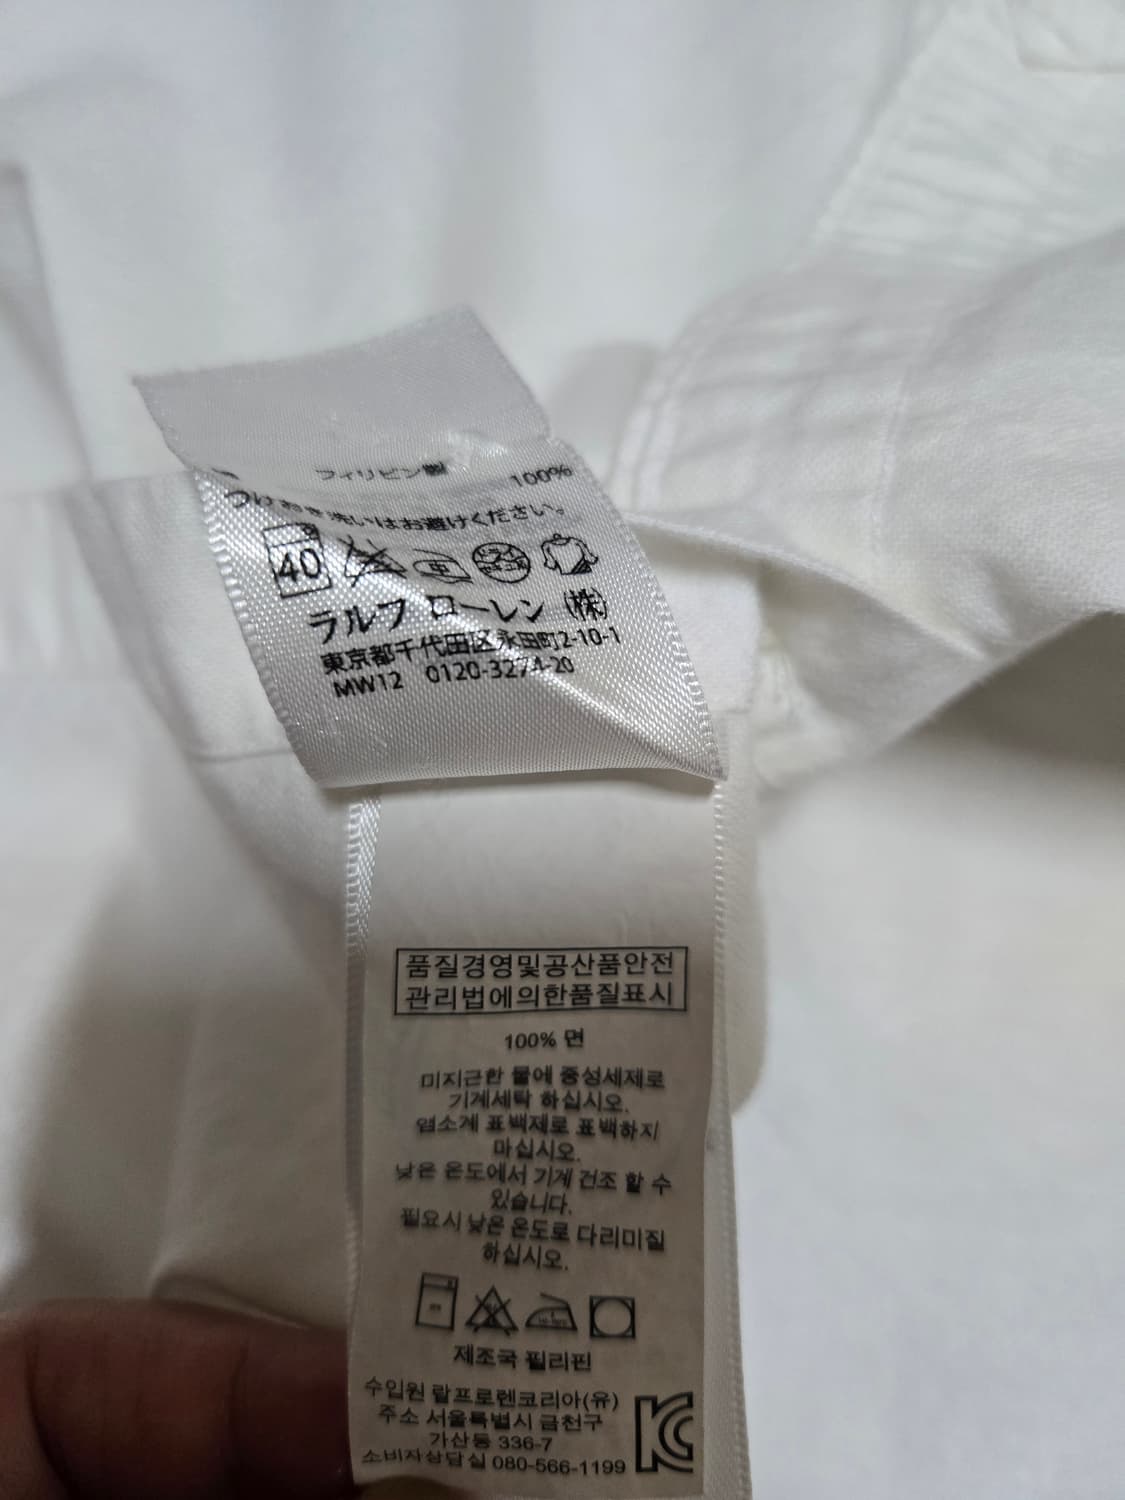 フィリピン製 100%
つけおき洗いはお避けください。
40 中
ラルフ ローレン (株)
東京都千代田区永田町2-10-1
MW12 0120-3274-20
품질경영및공산품안전
관리법에의한품질표시
100% 면
미지근한 물에 중성세제로
기계세탁 하십시오.
염소계 표백제로 표백하지
마십시오.
낮은 온도에서 기계 건조 할 수
있습니다.
필요시 낮은 온도로 다리미질
하십시오.
제조국 필리핀
수입원 랄프로렌코리아(유)
주소 서울특별시 금천구
가산동 336-7
소비자상담실 080-566-1199